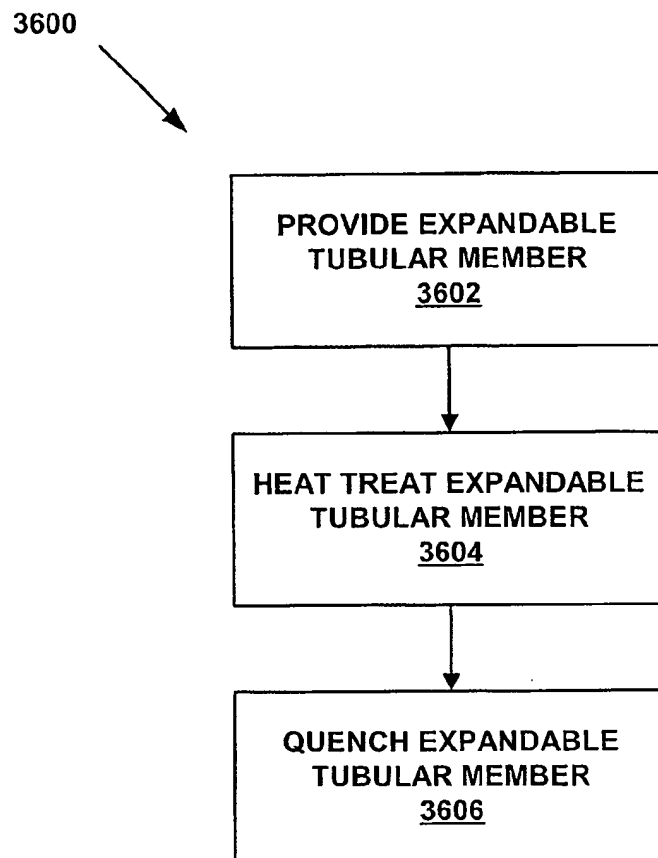 3600
PROVIDE EXPANDABLE
TUBULAR MEMBER
3602
HEAT TREAT EXPANDABLE
TUBULAR MEMBER
3604
QUENCH EXPANDABLE
TUBULAR MEMBER
3606